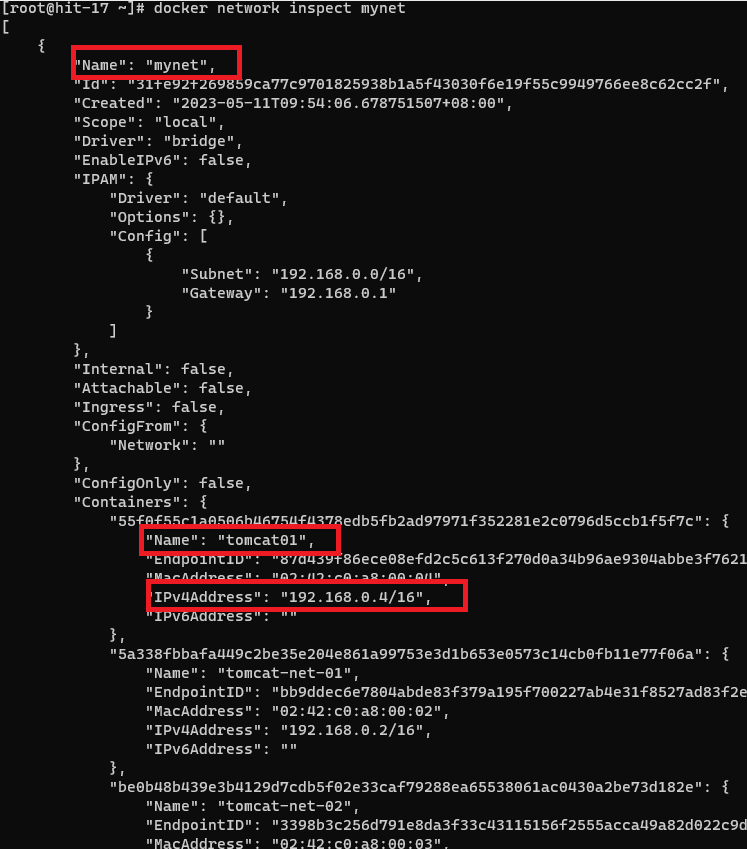 [root@hit-17 ~]# docker network inspect mynet
[
    {
        "Name": "mynet",
        "Id": "31fe92f269859ca77c9701825938b1a5f43030f6e19f55c9949766ee8c62cc2f",
        "Created": "2023-05-11T09:54:06.678751507+08:00",
        "Scope": "local",
        "Driver": "bridge",
        "EnableIPv6": false,
        "IPAM": {
            "Driver": "default",
            "Options": {},
            "Config": [
                {
                    "Subnet": "192.168.0.0/16",
                    "Gateway": "192.168.0.1"
                }
            ]
        },
        "Internal": false,
        "Attachable": false,
        "Ingress": false,
        "ConfigFrom": {
            "Network": ""
        },
        "ConfigOnly": false,
        "Containers": {
            "55f0f55c1a0506b46754f4378edb5fb2ad97971f352281e2c0796d5ccb1f5f7c": {
                "Name": "tomcat01",
                "EndpointID": "87d439f86ece08efd2c5c613f270d0a34b96ae9304abbe3f7621
                "MacAddress": "02:42:c0:a8:00:04",
                "IPv4Address": "192.168.0.4/16",
                "IPv6Address": ""
            },
            "5a338fbbafa449c2be35e204e861a99753e3d1b653e0573c14cb0fb11e77f06a": {
                "Name": "tomcat-net-01",
                "EndpointID": "bb9ddec6e7804abde83f379a195f700227ab4e31f8527ad83f2e
                "MacAddress": "02:42:c0:a8:00:02",
                "IPv4Address": "192.168.0.2/16",
                "IPv6Address": ""
            },
            "be0b48b439e3b4129d7cdb5f02e33caf79288ea65538061ac0430a2be73d182e": {
                "Name": "tomcat-net-02",
                "EndpointID": "3398b3c256d791e8da3f33c43115156f2555acca49a82d022c9d
                "MacAddress": "02:42:c0:a8:00:03",